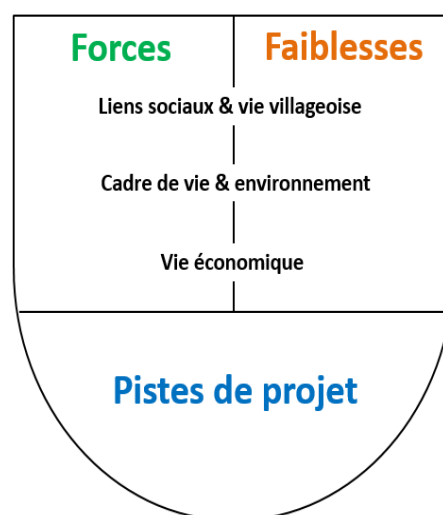 Forces
Faiblesses
Liens sociaux & vie villageoise
Cadre de vie & environnement
Vie économique
Pistes de projet